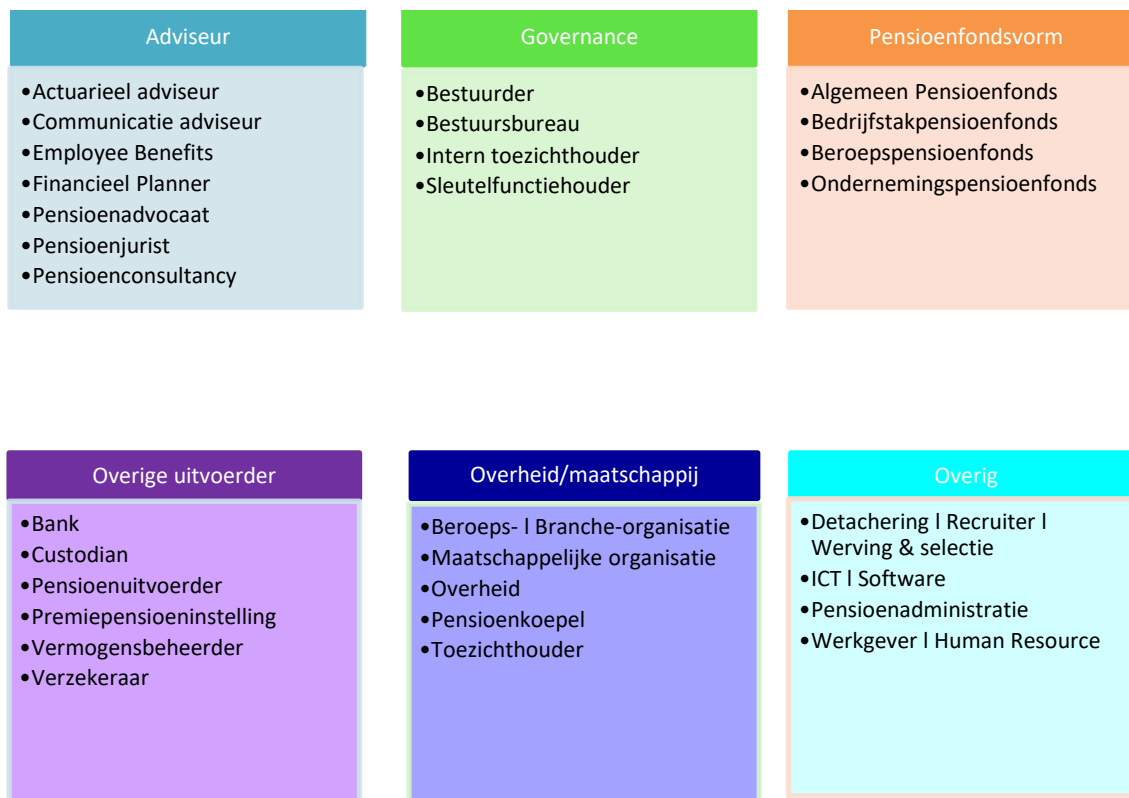 Adviseur
•Actuarieel adviseur
•Communicatie adviseur
•Employee Benefits
•Financieel Planner
•Pensioenadvocaat
•Pensioenjurist
•Pensioenconsultancy
Governance
•Bestuurder
•Bestuursbureau
•Intern toezichthouder
•Sleutelfunctiehouder
Pensioenfondsvorm
•Algemeen Pensioenfonds
•Bedrijfstakpensioenfonds
•Beroepspensioenfonds
•Ondernemingspensioenfonds
Overige uitvoerder
•Bank
•Custodian
•Pensioenuitvoerder
•Premiepensioeninstelling
•Vermogensbeheerder
•Verzekeraar
Overheid/maatschappij
•Beroeps- l Branche-organisatie
•Maatschappelijke organisatie
•Overheid
•Pensioenkoepel
•Toezichthouder
Overig
•Detachering l Recruiter l
Werving & selectie
•ICT l Software
•Pensioenadministratie
•Werkgever l Human Resource